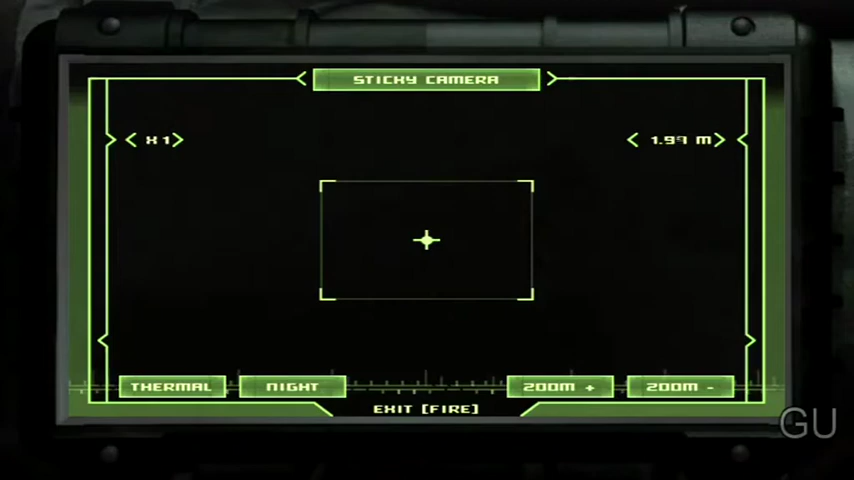 STICKY CAMERA
X1
1.99 M
THERMAL
NIGHT
ZOOM +
ZOOM -
EXIT [FIRE]
GU